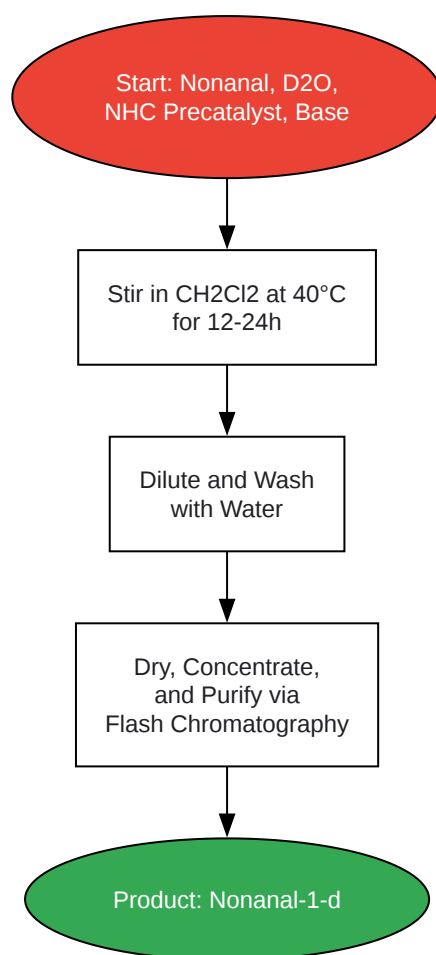 Start: Nonanal, D2O,
NHC Precatalyst, Base
Stir in CH2Cl2 at 40°C
for 12-24h
Dilute and Wash
with Water
Dry, Concentrate,
and Purify via
Flash Chromatography
Product: Nonanal-1-d